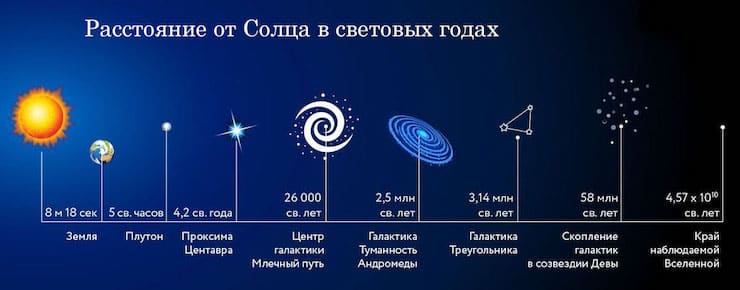 Расстояние от Солца в световых годах
8 м 18 сек
5 св. часов
4,2 св. года
26 000
св. лет
2,5 млн
св. лет
3,14 млн
св. лет
58 млн
св. лет
4,57 х 10¹⁰
св. лет
Земля
Плутон
Проксима
Центавра
Центр
галактики
Млечный путь
Галактика
Туманность
Андромеды
Галактика
Треугольника
Скопление
галактик
в созвездии Девы
Край
наблюдаемой
Вселенной